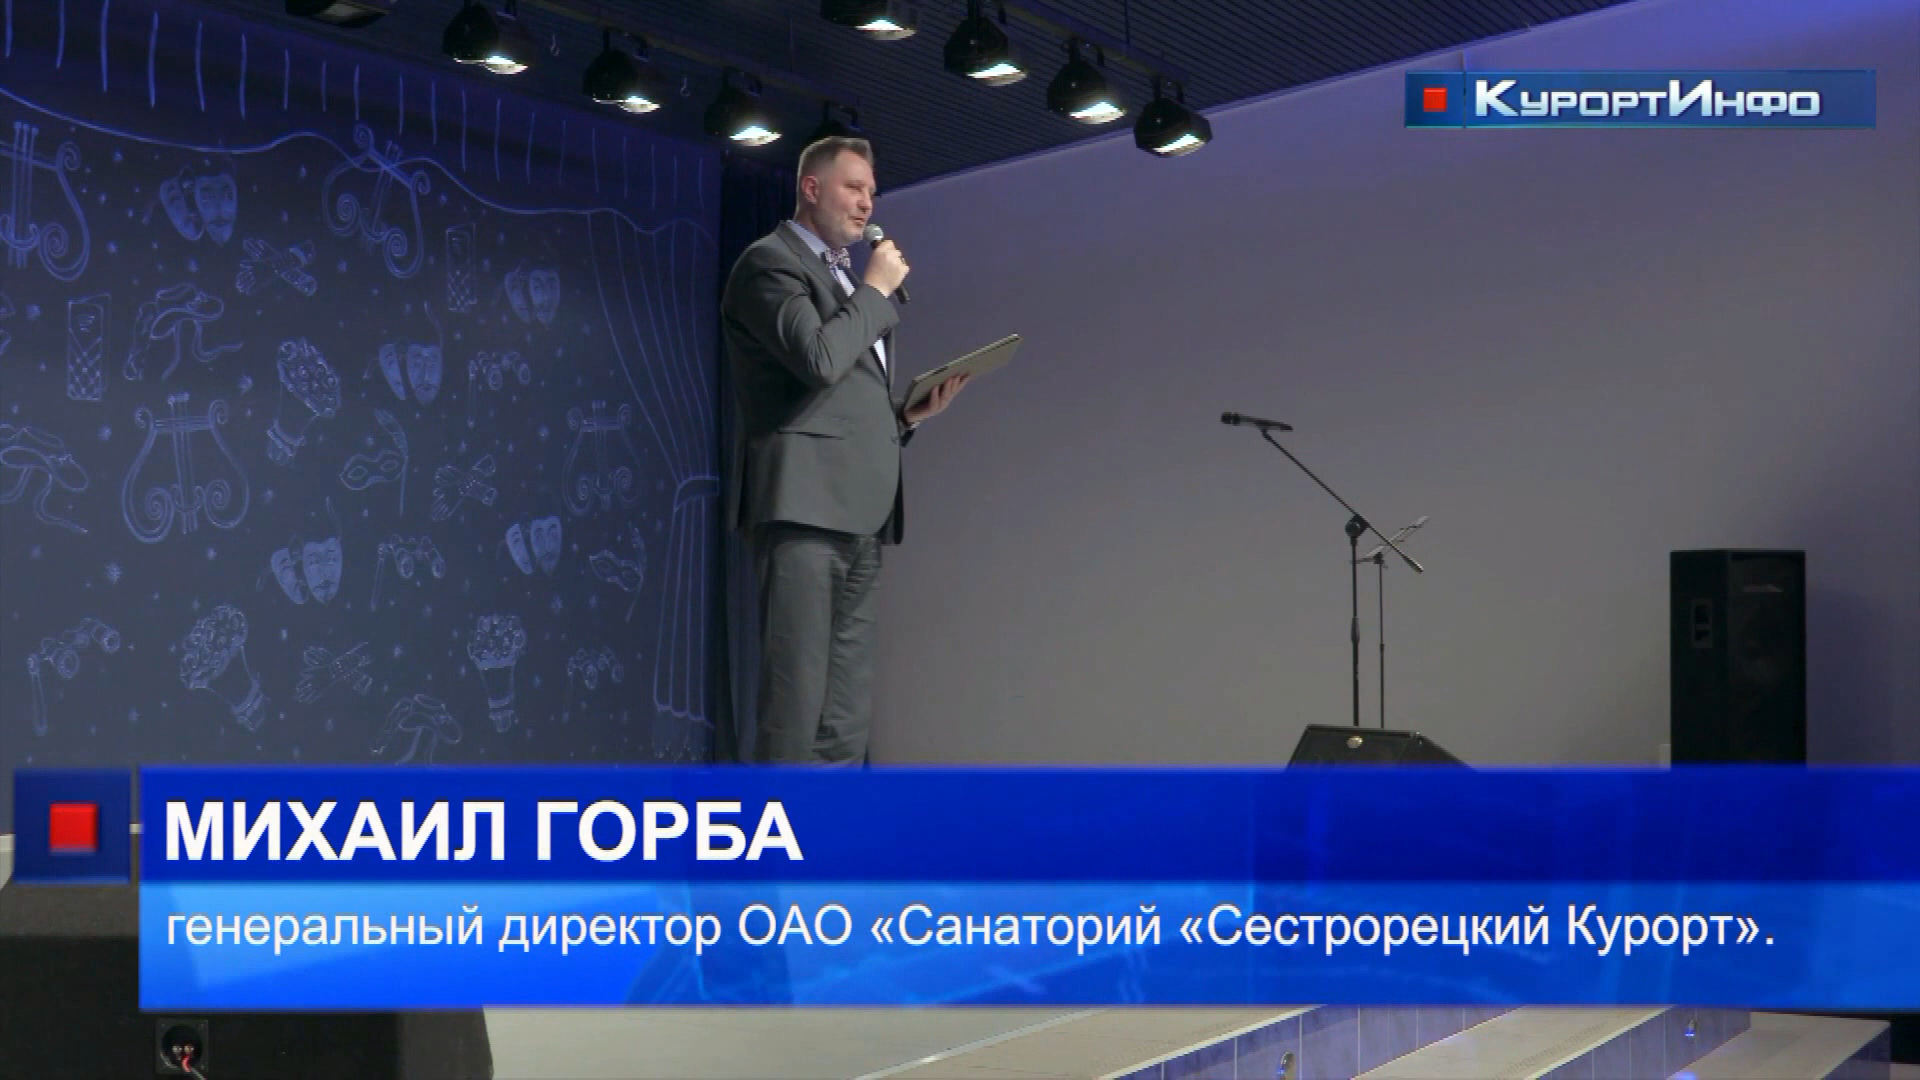 КурортИнфо
МИХАИЛ ГОРБА
генеральный директор ОАО «Санаторий «Сестрорецкий Курорт».